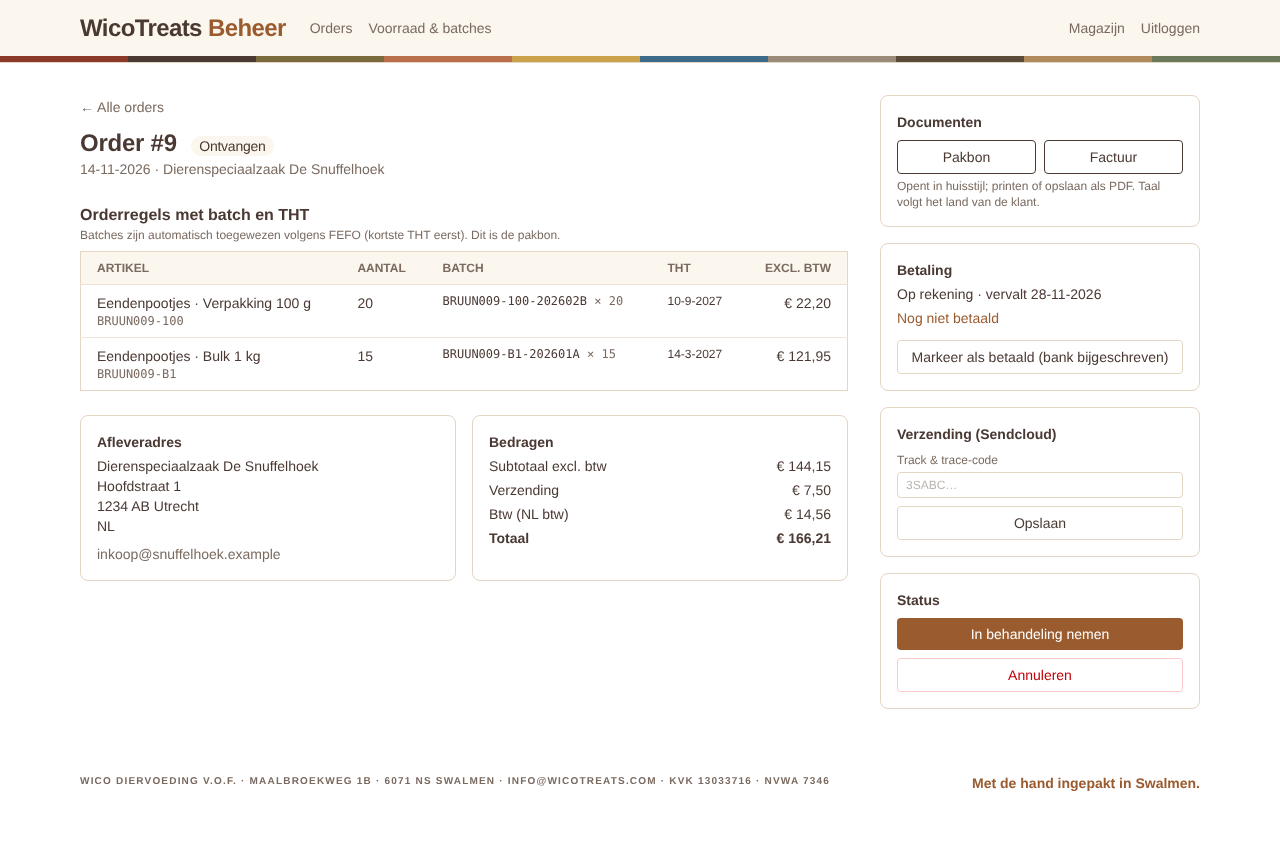 WicoTreats Beheer Orders Voorraad & batches Magazijn Uitloggen
← Alle orders
Order #9 Ontvangen
14-11-2026 · Dierenspeciaalzaak De Snuffelhoek
Orderregels met batch en THT
Batches zijn automatisch toegewezen volgens FEFO (kortste THT eerst). Dit is de pakbon.
ARTIKEL AANTAL BATCH THT EXCL. BTW
Eendenpootjes · Verpakking 100 g 20 BRUUN009-100-202602B × 20 10-9-2027 € 22,20
BRUUN009-100
Eendenpootjes · Bulk 1 kg 15 BRUUN009-B1-202601A × 15 14-3-2027 € 121,95
BRUUN009-B1
Afleveradres
Dierenspeciaalzaak De Snuffelhoek
Hoofdstraat 1
1234 AB Utrecht
NL
inkoop@snuffelhoek.example
Bedragen
Subtotaal excl. btw € 144,15
Verzending € 7,50
Btw (NL btw) € 14,56
Totaal € 166,21
Documenten
Pakbon Factuur
Opent in huisstijl; printen of opslaan als PDF. Taal
volgt het land van de klant.
Betaling
Op rekening · vervalt 28-11-2026
Nog niet betaald
Markeer als betaald (bank bijgeschreven)
Verzending (Sendcloud)
Track & trace-code
3SABC…
Opslaan
Status
In behandeling nemen
Annuleren
WICO DIERVOEDING V.O.F. · MAALBROEKWEG 1B · 6071 NS SWALMEN · INFO@WICOTREATS.COM · KVK 13033716 · NVWA 7346
Met de hand ingepakt in Swalmen.